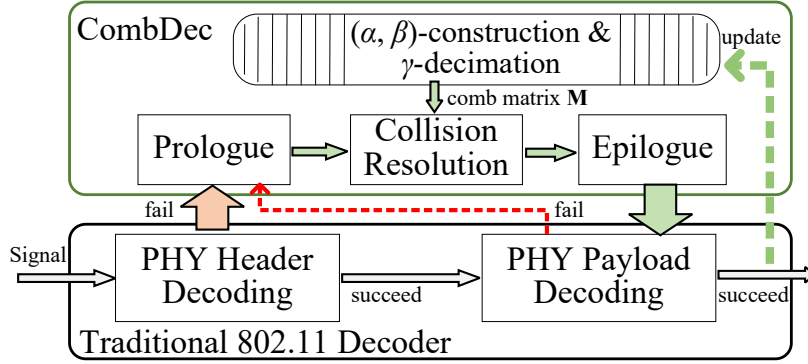 CombDec
(α, β)-construction &
γ-decimation
update
comb matrix M
Prologue
Collision
Resolution
Epilogue
fail
fail
Signal
PHY Header
Decoding
succeed
PHY Payload
Decoding
succeed
Traditional 802.11 Decoder